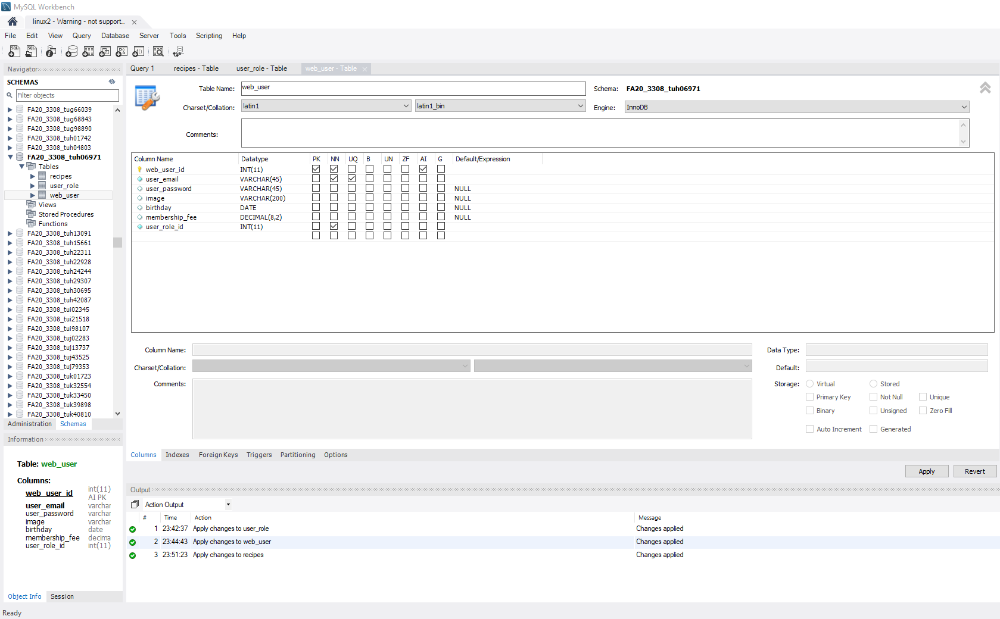 MySQL Workbench
linux2 - Warning - not support..
File Edit View Query Database Server Tools Scripting Help
Navigator
SCHEMAS
Filter objects
FA20_3308_tug66039
FA20_3308_tug68843
FA20_3308_tug98890
FA20_3308_tuh01742
FA20_3308_tuh04803
FA20_3308_tuh06971
Tables
recipes
user_role
web_user
Views
Stored Procedures
Functions
FA20_3308_tuh13091
FA20_3308_tuh15661
FA20_3308_tuh22311
FA20_3308_tuh22928
FA20_3308_tuh24244
FA20_3308_tuh29307
FA20_3308_tuh30695
FA20_3308_tuh42087
FA20_3308_tui02345
FA20_3308_tui21518
FA20_3308_tui98107
FA20_3308_tuj02283
FA20_3308_tuj13737
FA20_3308_tuj43525
FA20_3308_tuj79353
FA20_3308_tuk01723
FA20_3308_tuk32554
FA20_3308_tuk33450
FA20_3308_tuk39898
FA20_3308_tuk40810
Administration Schemas
Information
Table: web_user
Columns:
web_user_id int(11) AI PK
user_email varchar
user_password varchar
image varchar
birthday date
membership_fee decima
user_role_id int(11)
Object Info Session
Query 1 recipes - Table user_role - Table web_user - Table
Table Name: web_user Schema: FA20_3308_tuh06971
Charset/Collation: latin1 latin1_bin Engine: InnoDB
Comments:
Column Name Datatype PK NN UQ B UN ZF AI G Default/Expression
web_user_id INT(11)
user_email VARCHAR(45)
user_password VARCHAR(45) NULL
image VARCHAR(200) NULL
birthday DATE NULL
membership_fee DECIMAL(8,2) NULL
user_role_id INT(11)
Column Name: Data Type:
Charset/Collation: Default:
Comments: Storage: Virtual Stored
Primary Key Not Null Unique
Binary Unsigned Zero Fill
Auto Increment Generated
Columns Indexes Foreign Keys Triggers Partitioning Options
Apply Revert
Output
Action Output
# Time Action Message
1 23:42:37 Apply changes to user_role Changes applied
2 23:44:43 Apply changes to web_user Changes applied
3 23:51:23 Apply changes to recipes Changes applied
Ready